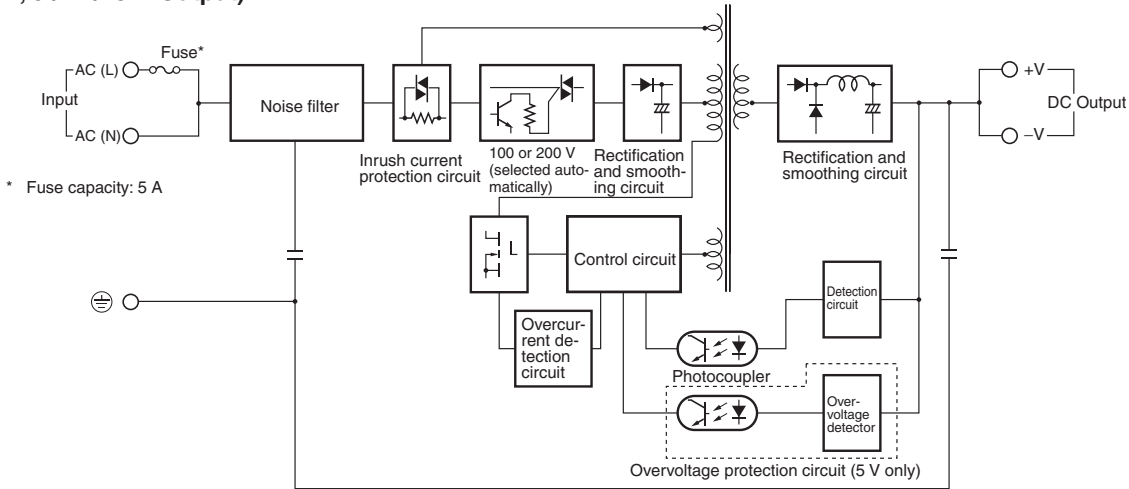 Fuse*
AC (L)
Input
AC (N)
* Fuse capacity: 5 A
Noise filter
Inrush current
protection circuit
100 or 200 V
(selected auto-
matically)
Rectification
and smooth-
ing circuit
Rectification and
smoothing circuit
+V
DC Output
–V
L
Control circuit
Overcur-
rent de-
tection
circuit
Detection
circuit
Photocoupler
Over-
voltage
detector
Overvoltage protection circuit (5 V only)